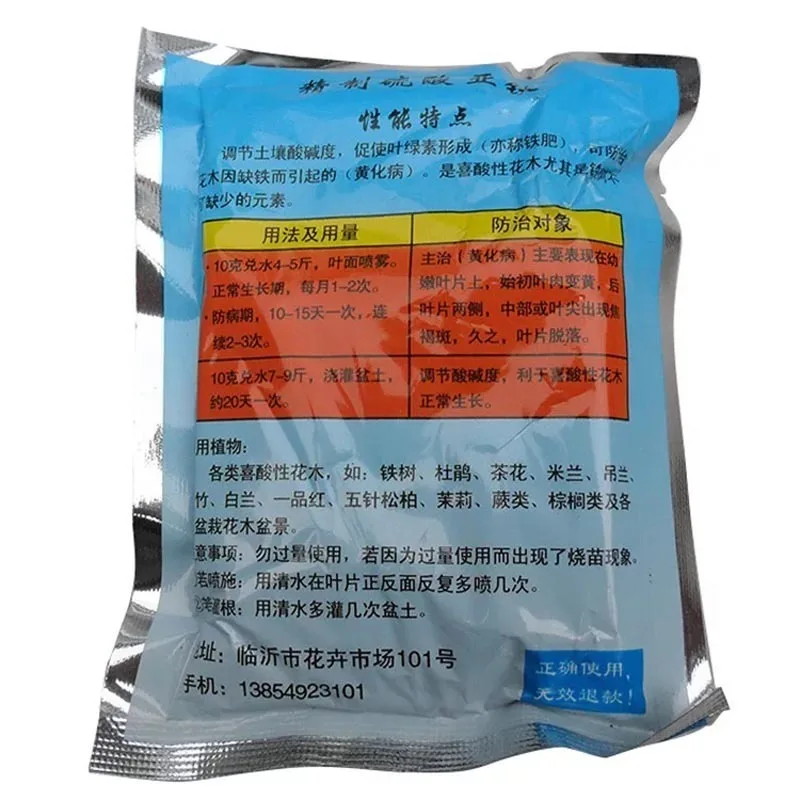 精制硫酸亚铁
性能特点
调节土壤酸碱度，促使叶绿素形成（亦称铁肥），可防治
花木因缺铁而引起的（黄化病）。是喜酸性花木尤其是
可缺少的元素。
用法及用量
防治对象
·10克兑水4-5斤，叶面喷雾。
正常生长期，每月1-2次。
·防病期，10-15天一次，连
续2-3次。
主治（黄化病）主要表现在幼
嫩叶片上，始初叶肉变黄，后
叶片两侧，中部或叶尖出现焦
褐斑，久之，叶片脱落。
10克兑水7-9斤，浇灌盆土，
约20天一次。
调节酸碱度，利于喜酸性花木
正常生长。
用植物：
各类喜酸性花木，如：铁树、杜鹃、茶花、米兰、吊兰、
竹、白兰、一品红、五针松柏、茉莉、蕨类、棕榈类及各
盆栽花木盆景。
意事项：勿过量使用，若因为过量使用而出现了烧苗现象。
若喷施：用清水在叶片正反面反复多喷几次。
灌根：用清水多灌几次盆土。
地址：临沂市花卉市场101号
手机：13854923101
正确使用，
无效退款！